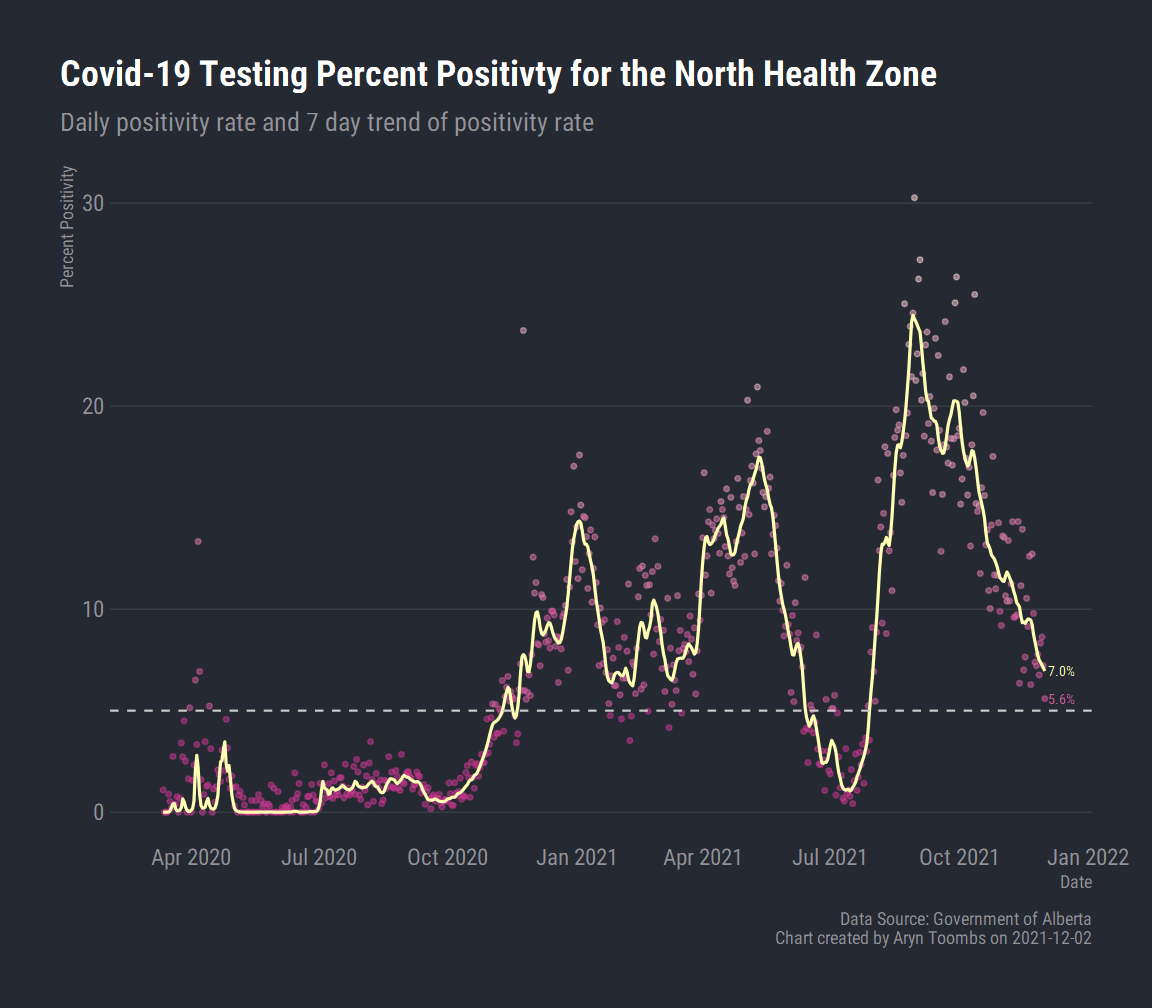 Covid-19 Testing Percent Positivty for the North Health Zone
Daily positivity rate and 7 day trend of positivity rate
Percent Positivity
30
20
10
0
7.0%
5.6%
Apr 2020
Jul 2020
Oct 2020
Jan 2021
Apr 2021
Jul 2021
Oct 2021
Jan 2022
Date
Data Source: Government of Alberta
Chart created by Aryn Toombs on 2021-12-02